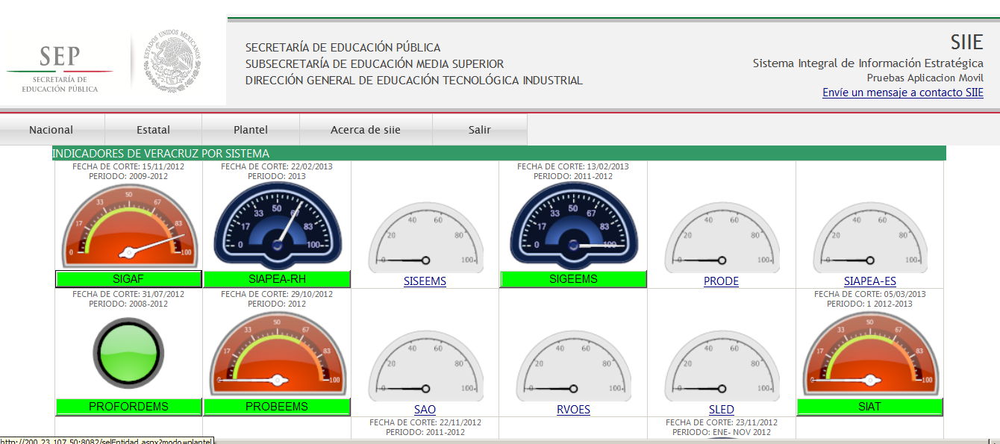 SEP
SECRETARÍA DE
EDUCACIÓN PÚBLICA
ESTADOS UNIDOS MEXICANOS
SECRETARÍA DE EDUCACIÓN PÚBLICA
SUBSECRETARÍA DE EDUCACIÓN MEDIA SUPERIOR
DIRECCIÓN GENERAL DE EDUCACIÓN TECNOLÓGICA INDUSTRIAL
SIIE
Sistema Integral de Información Estratégica
Pruebas Aplicacion Movil
Envíe un mensaje a contacto SIIE
Nacional Estatal Plantel Acerca de siie Salir
INDICADORES DE VERACRUZ POR SISTEMA
FECHA DE CORTE: 15/11/2012
PERIODO: 2009-2012
0 17 33 50 67 83 100
SIGAF
FECHA DE CORTE: 22/02/2013
PERIODO: 2013
0 17 33 50 67 83 100
SIAPEA-RH
0 20 40 60 80 100
SISEEMS
FECHA DE CORTE: 13/02/2013
PERIODO: 2011-2012
0 17 33 50 67 83 100
SIGEEMS
0 20 40 60 80 100
PRODE
0 20 40 60 80 100
SIAPEA-ES
FECHA DE CORTE: 31/07/2012
PERIODO: 2008-2012
PROFORDEMS
FECHA DE CORTE: 29/10/2012
PERIODO: 2012
0 17 33 50 67 83 100
PROBEEMS
0 20 40 60 80 100
SAO
0 20 40 60 80 100
RVOES
0 20 40 60 80 100
SLED
FECHA DE CORTE: 05/03/2013
PERIODO: 1 2012-2013
0 17 33 50 67 83 100
SIAT
FECHA DE CORTE: 22/11/2012
PERIODO: 2011-2012
FECHA DE CORTE: 23/11/2012
PERIODO: ENE- NOV 2012
http://200.23.107.50:8082/selEntidad.aspx?modo=plantel